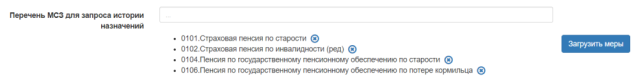 Перечень МСЗ для запроса истории
назначений
...
0101.Страховая пенсия по старости
0102.Страховая пенсия по инвалидности (ред)
0104.Пенсия по государственному пенсионному обеспечению по старости
0106.Пенсия по государственному пенсионному обеспечению по потере кормильца
Загрузить меры